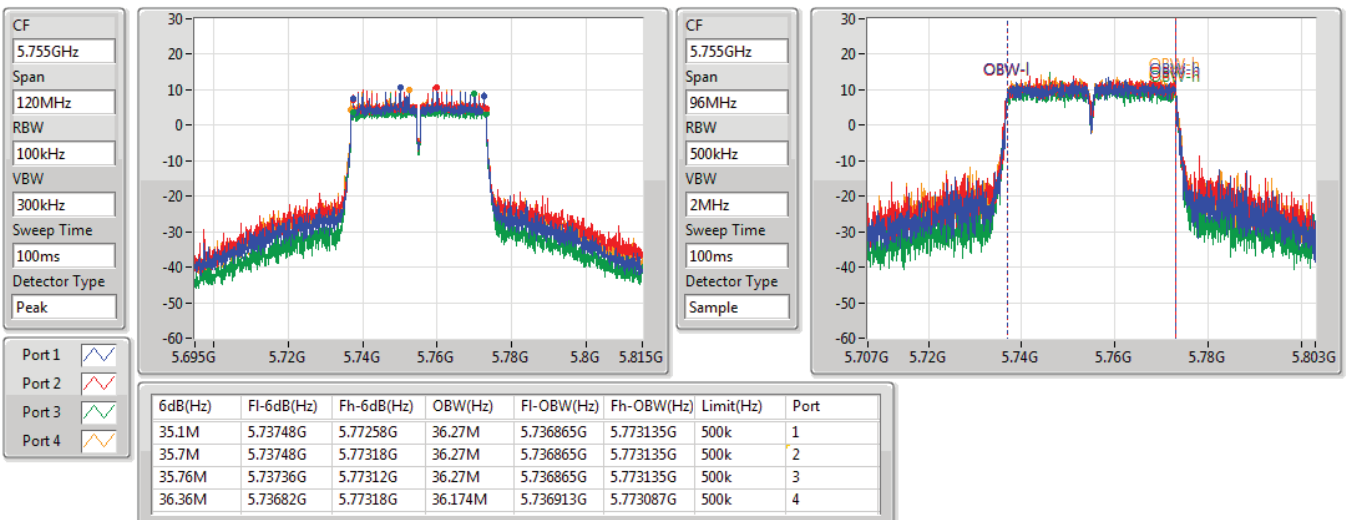 CF
5.755GHz
Span
120MHz
RBW
100kHz
VBW
300kHz
Sweep Time
100ms
Detector Type
Peak
30
20
10
0
-10
-20
-30
-40
-50
-60
5.695G 5.72G 5.74G 5.76G 5.78G 5.8G 5.815G
CF
5.755GHz
Span
96MHz
RBW
500kHz
VBW
2MHz
Sweep Time
100ms
Detector Type
Sample
30
20
10
0
-10
-20
-30
-40
-50
-60
OBW-l OBW-h
5.707G 5.72G 5.74G 5.76G 5.78G 5.803G
Port 1
Port 2
Port 3
Port 4
6dB(Hz) Fl-6dB(Hz) Fh-6dB(Hz) OBW(Hz) Fl-OBW(Hz) Fh-OBW(Hz) Limit(Hz) Port
35.1M 5.73748G 5.77258G 36.27M 5.736865G 5.773135G 500k 1
35.7M 5.73748G 5.77318G 36.27M 5.736865G 5.773135G 500k 2
35.76M 5.73736G 5.77312G 36.27M 5.736865G 5.773135G 500k 3
36.36M 5.73682G 5.77318G 36.174M 5.736913G 5.773087G 500k 4